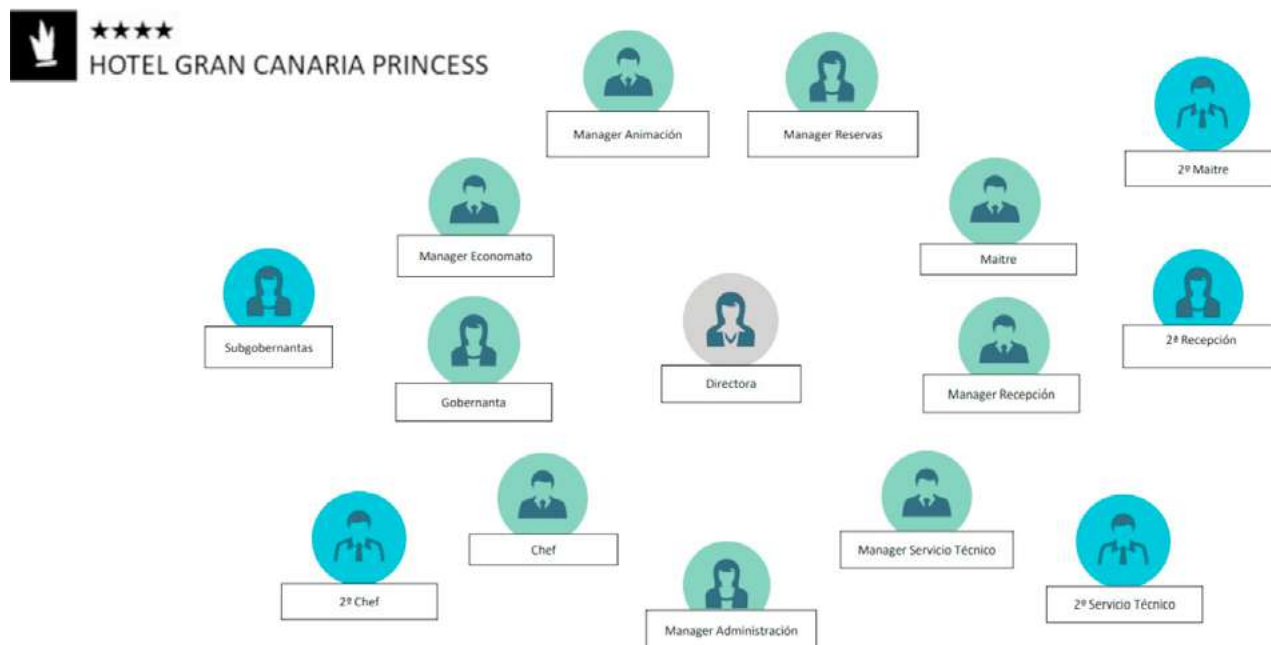 ★★★★
HOTEL GRAN CANARIA PRINCESS
Manager Animación
Manager Reservas
2º Maitre
Manager Economato
Maitre
Subgobernantas
2ª Recepción
Directora
Gobernanta
Manager Recepción
Chef
Manager Servicio Técnico
2º Chef
2º Servicio Técnico
Manager Administración